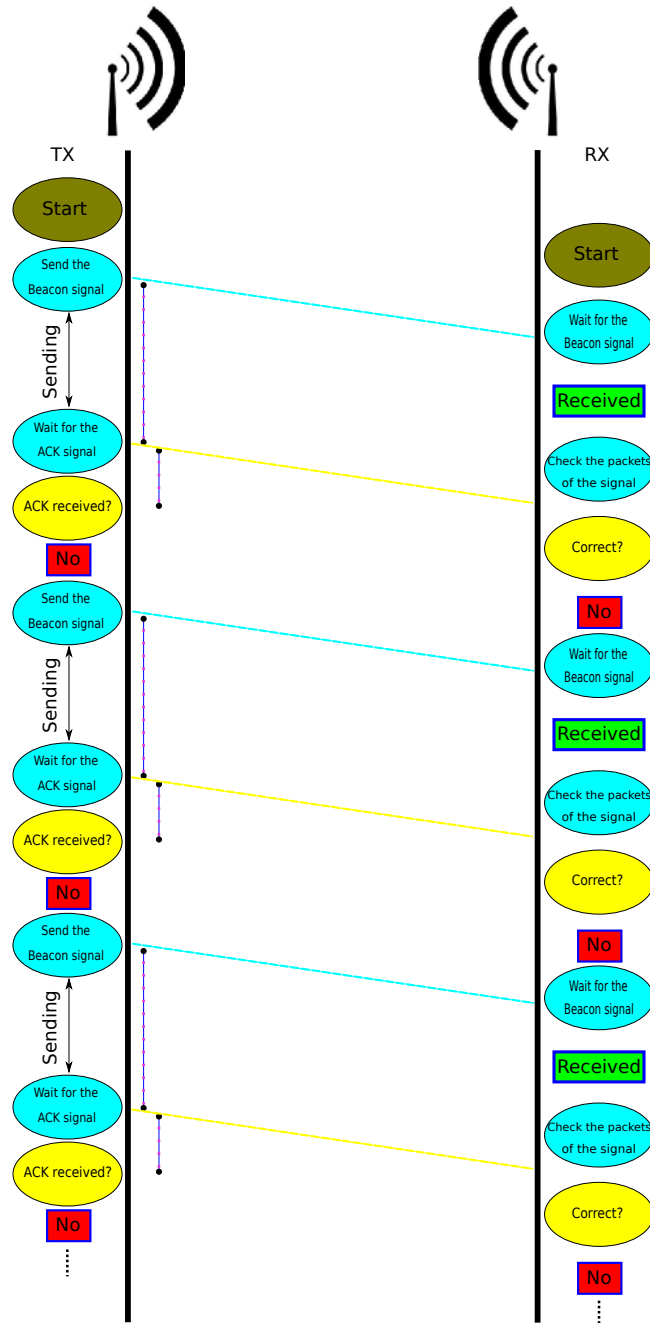 TX
RX
Start
Send the
Beacon signal
Sending
Wait for the
ACK signal
ACK received?
No
Send the
Beacon signal
Sending
Wait for the
ACK signal
ACK received?
No
Send the
Beacon signal
Sending
Wait for the
ACK signal
ACK received?
No
Start
Wait for the
Beacon signal
Received
Check the packets
of the signal
Correct?
No
Wait for the
Beacon signal
Received
Check the packets
of the signal
Correct?
No
Wait for the
Beacon signal
Received
Check the packets
of the signal
Correct?
No